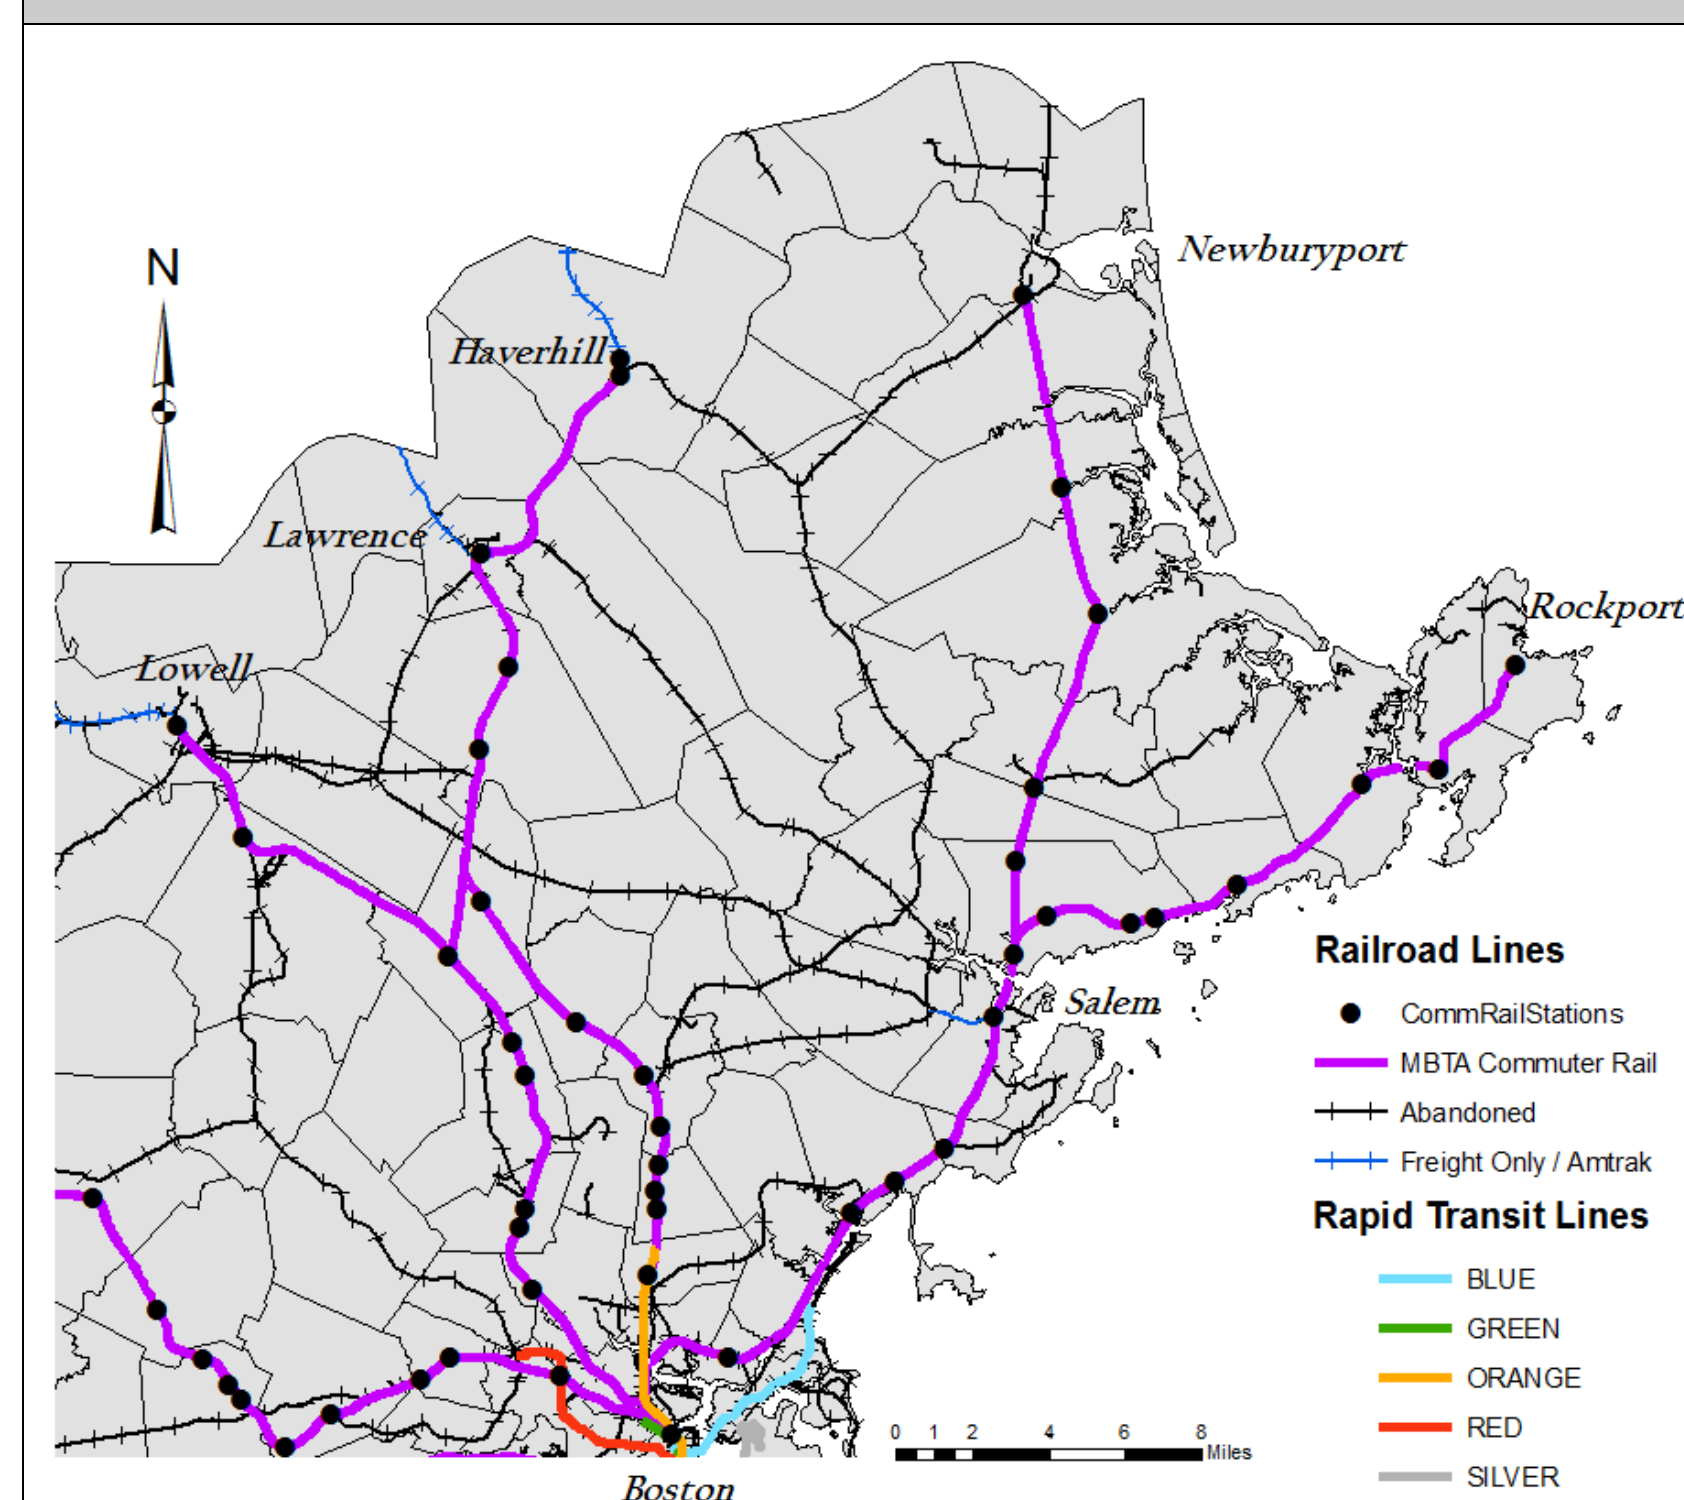 Newburyport
N
Haverhill
Lawrence
Rockport
Lowell
Railroad Lines
Salem
CommRailStations
MBTA Commuter Rail
Abandoned
Freight Only / Amtrak
Rapid Transit Lines
BLUE
GREEN
ORANGE
RED
SILVER
0 1 2 4 6 8
Miles
Boston